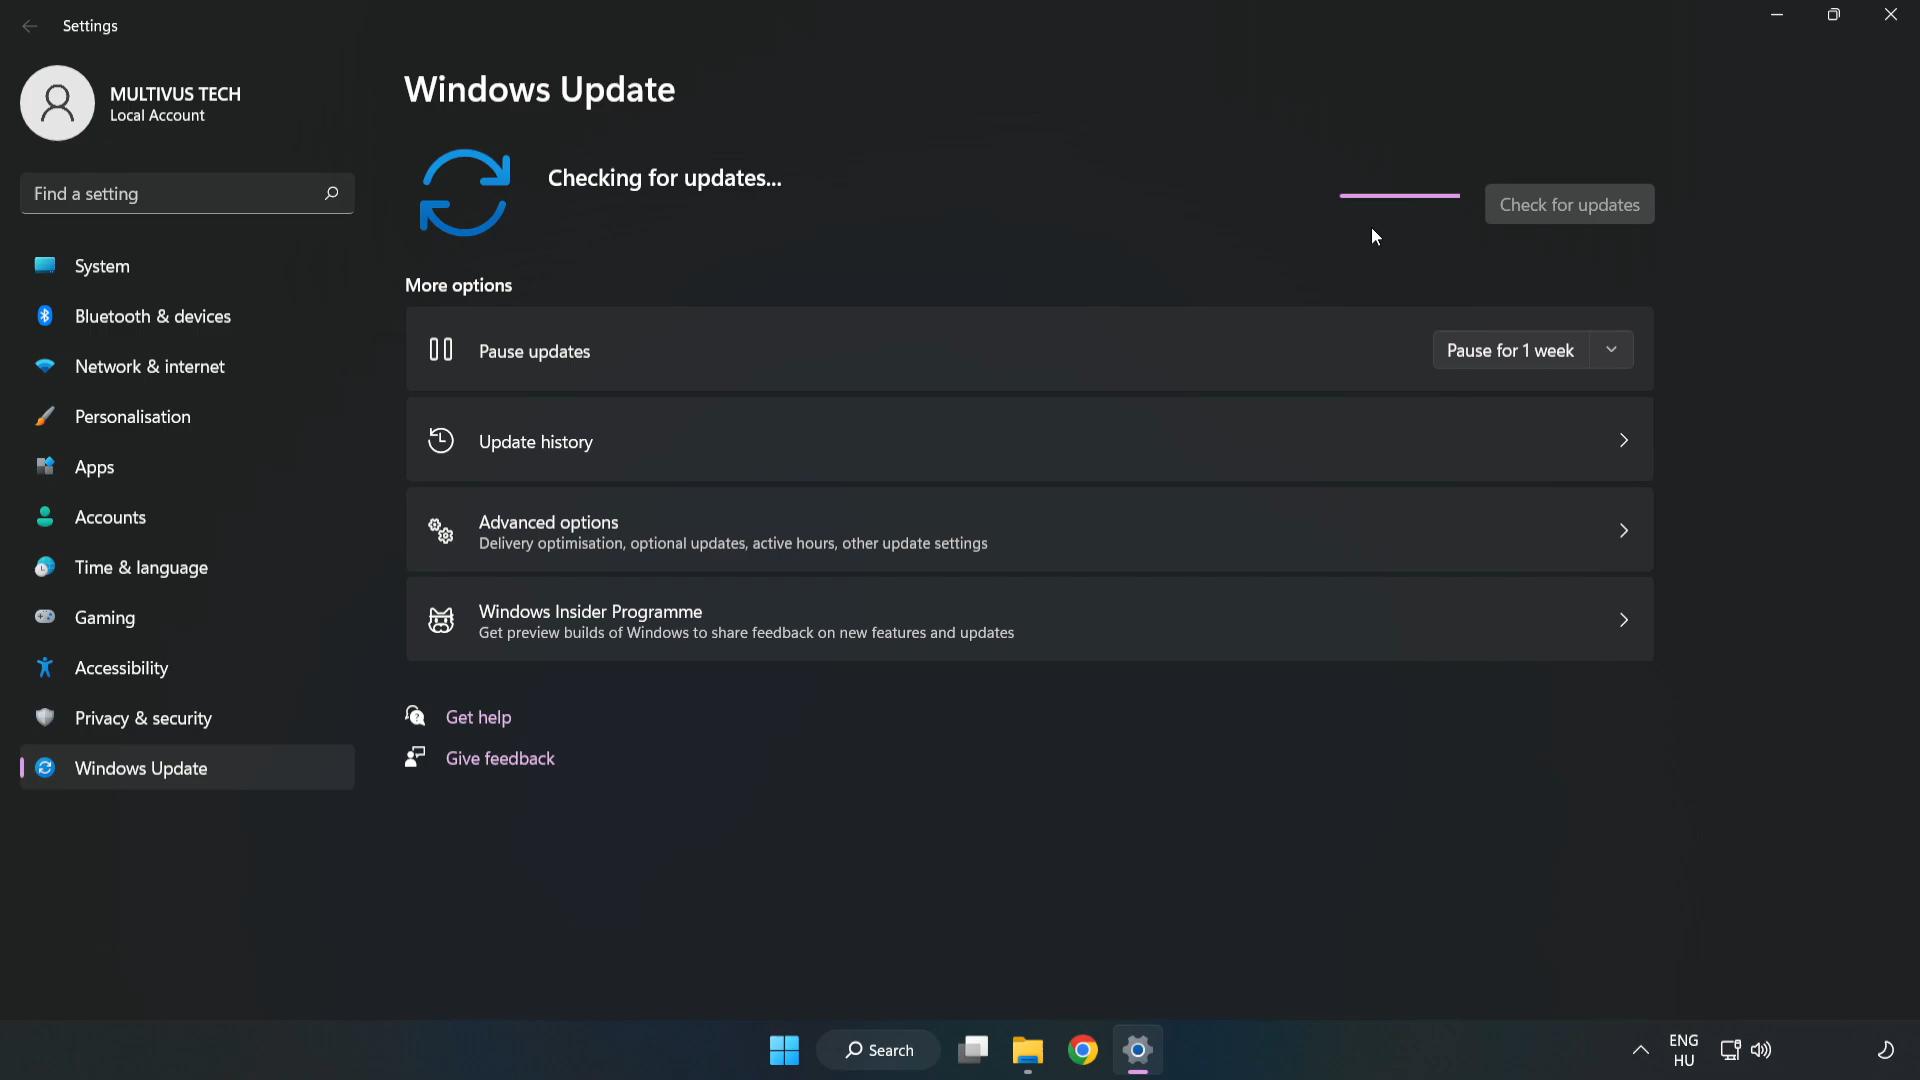 Settings
MULTIVUS TECH
Local Account
Find a setting
System
Bluetooth & devices
Network & internet
Personalisation
Apps
Accounts
Time & language
Gaming
Accessibility
Privacy & security
Windows Update
Windows Update
Checking for updates...
Check for updates
More options
Pause updates
Pause for 1 week
Update history
Advanced options
Delivery optimisation, optional updates, active hours, other update settings
Windows Insider Programme
Get preview builds of Windows to share feedback on new features and updates
Get help
Give feedback
Search
ENG
HU